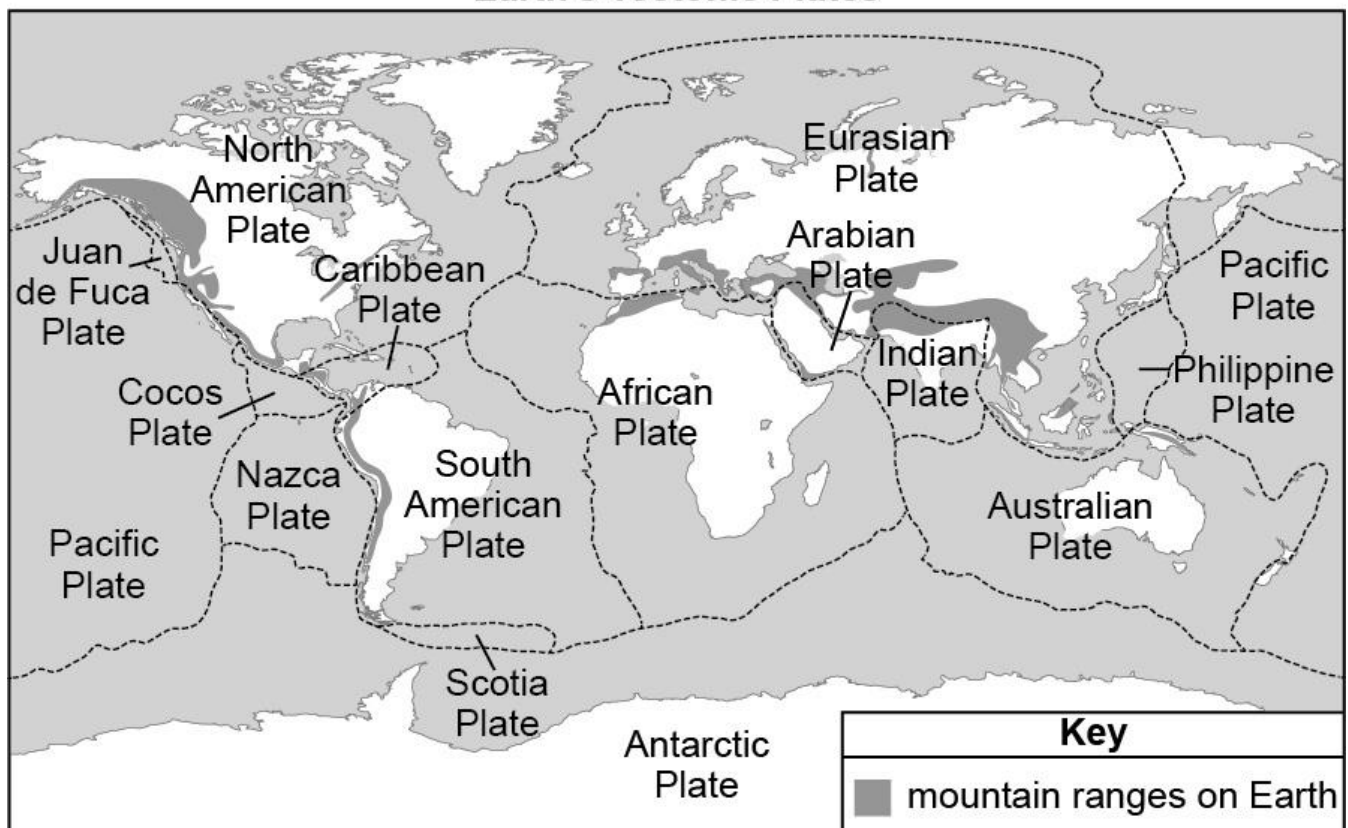 North
American
Plate
Eurasian
Plate
Juan
de Fuca
Plate
Caribbean
Plate
Arabian
Plate
Pacific
Plate
Cocos
Plate
African
Plate
Indian
Plate
Philippine
Plate
Nazca
Plate
South
American
Plate
Australian
Plate
Pacific
Plate
Scotia
Plate
Antarctic
Plate
Key
mountain ranges on Earth